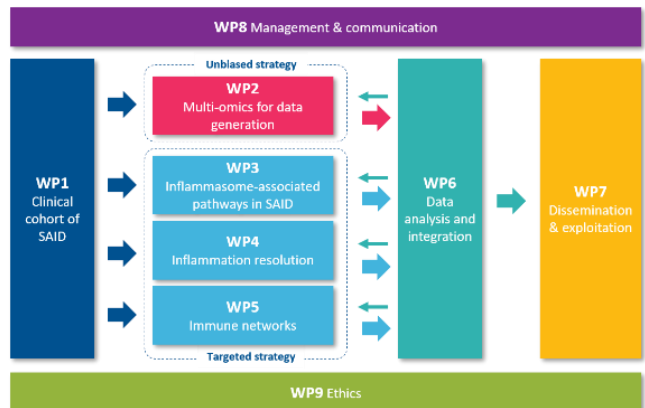 WP8 Management & communication
WP1
Clinical
cohort of
SAID
Unbiased strategy
WP2
Multi-omics for data
generation
WP3
Inflammasome-associated
pathways in SAID
WP4
Inflammation resolution
WP5
Immune networks
Targeted strategy
WP6
Data
analysis and
integration
WP7
Dissemination
& exploitation
WP9 Ethics